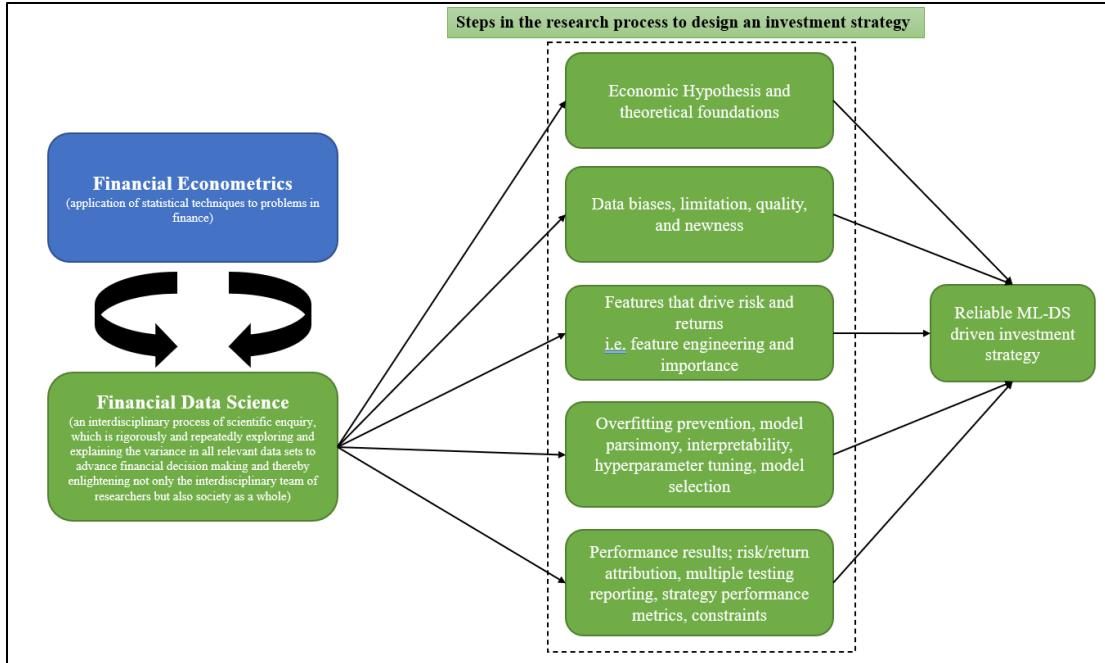 Steps in the research process to design an investment strategy
Financial Econometrics
(application of statistical techniques to problems in
finance)
Financial Data Science
(an interdisciplinary process of scientific enquiry,
which is rigorously and repeatedly exploring and
explaining the variance in all relevant data sets to
advance financial decision making and thereby
enlightening not only the interdisciplinary team of
researchers but also society as a whole)
Economic Hypothesis and
theoretical foundations
Data biases, limitation, quality,
and newness
Features that drive risk and
returns
i.e. feature engineering and
importance
Overfitting prevention, model
parsimony, interpretability,
hyperparameter tuning, model
selection
Performance results; risk/return
attribution, multiple testing
reporting, strategy performance
metrics, constraints
Reliable ML-DS
driven investment
strategy